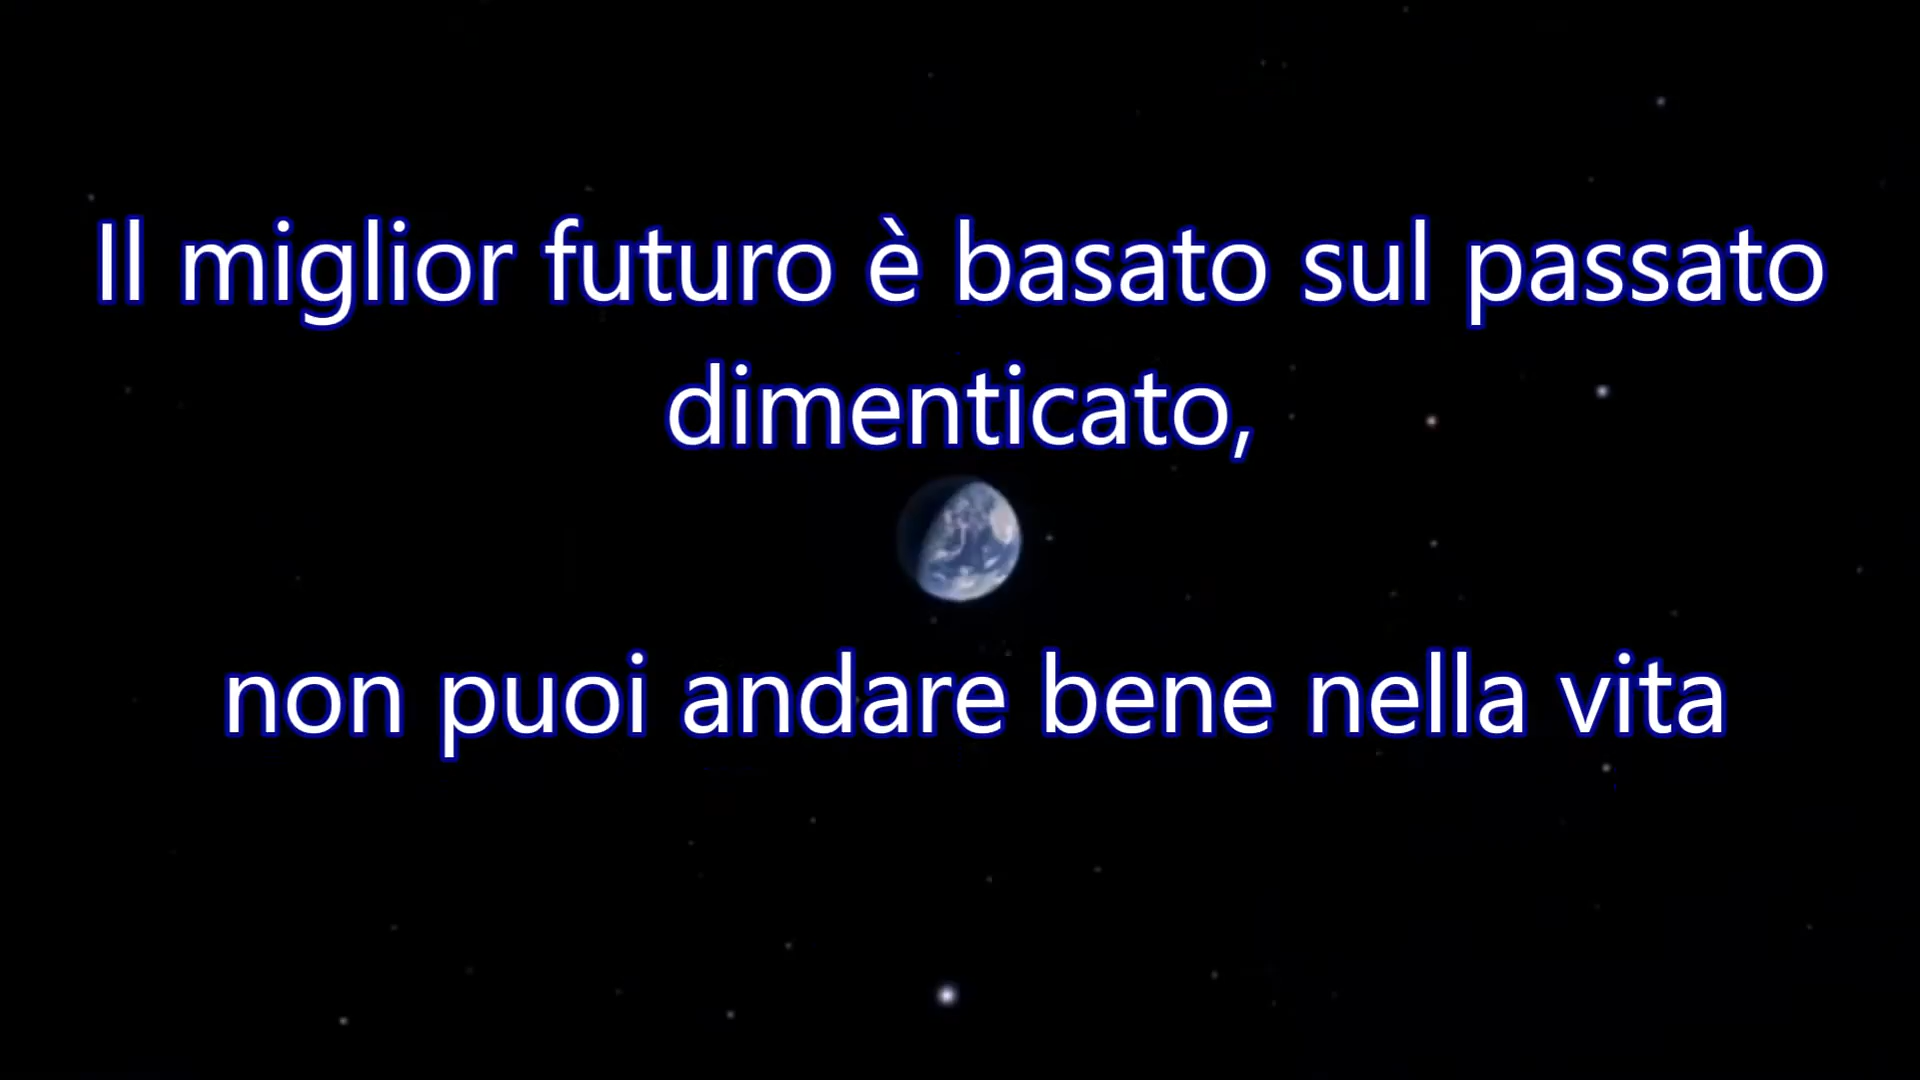 Il miglior futuro è basato sul passato
dimenticato,
non puoi andare bene nella vita